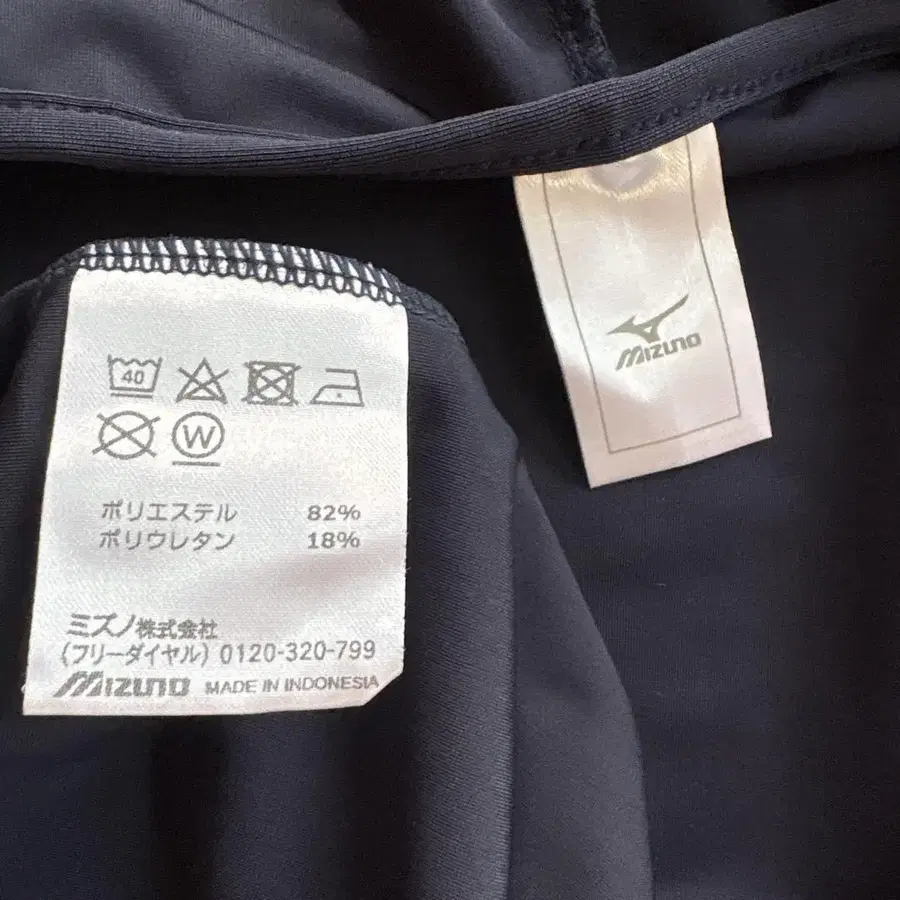 40
W
ポリエステル 82%
ポリウレタン 18%
ミズノ株式会社
(フリーダイヤル) 0120-320-799
MIZUNO MADE IN INDONESIA
MIZUNO